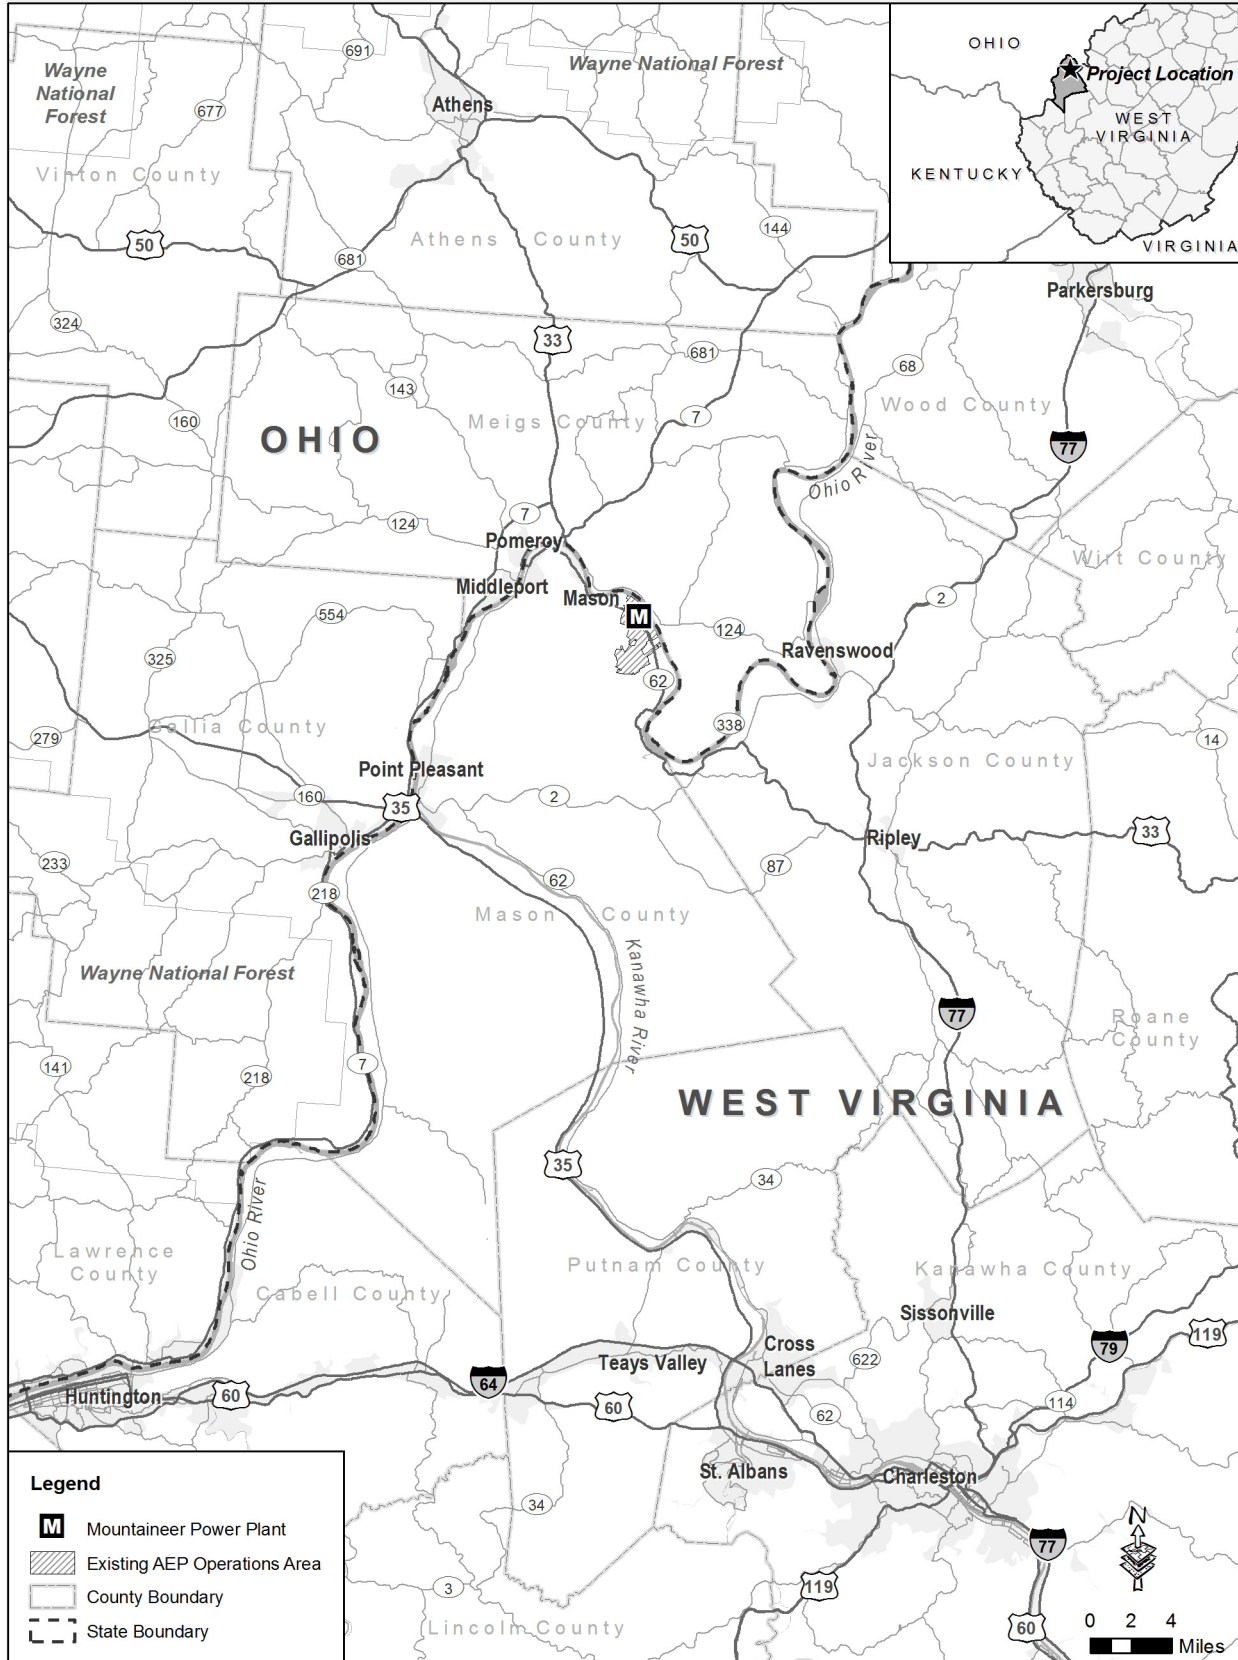 691
Wayne
National
Forest
Wayne National Forest
Athens
677
Vinton County
OHIO
Project Location
WEST
VIRGINIA
KENTUCKY
VIRGINIA
50
681
Athens County
50
144
Parkersburg
324
33
681
68
143
160
OHIO
Meigs County
7
Wood County
77
Ohio River
124
7
Pomeroy
Wirt County
Middleport
Mason
M
2
554
124
Ravenswood
325
62
Gallia County
338
279
14
Jackson County
Point Pleasant
160
35
2
Gallipolis
Ripley
33
233
87
218
62
Mason County
Kanawha River
Wayne National Forest
77
Roane
County
141
218
7
WEST VIRGINIA
35
34
Ohio River
Lawrence
County
Putnam County
Kanawha County
Cabell County
Sissonville
119
79
Cross
Lanes
Teays Valley
622
64
Huntington
60
60
62
114
St. Albans
Charleston
34
77
3
119
Lincoln County
60
Legend
M Mountaineer Power Plant
Existing AEP Operations Area
County Boundary
State Boundary
N
0 2 4
Miles